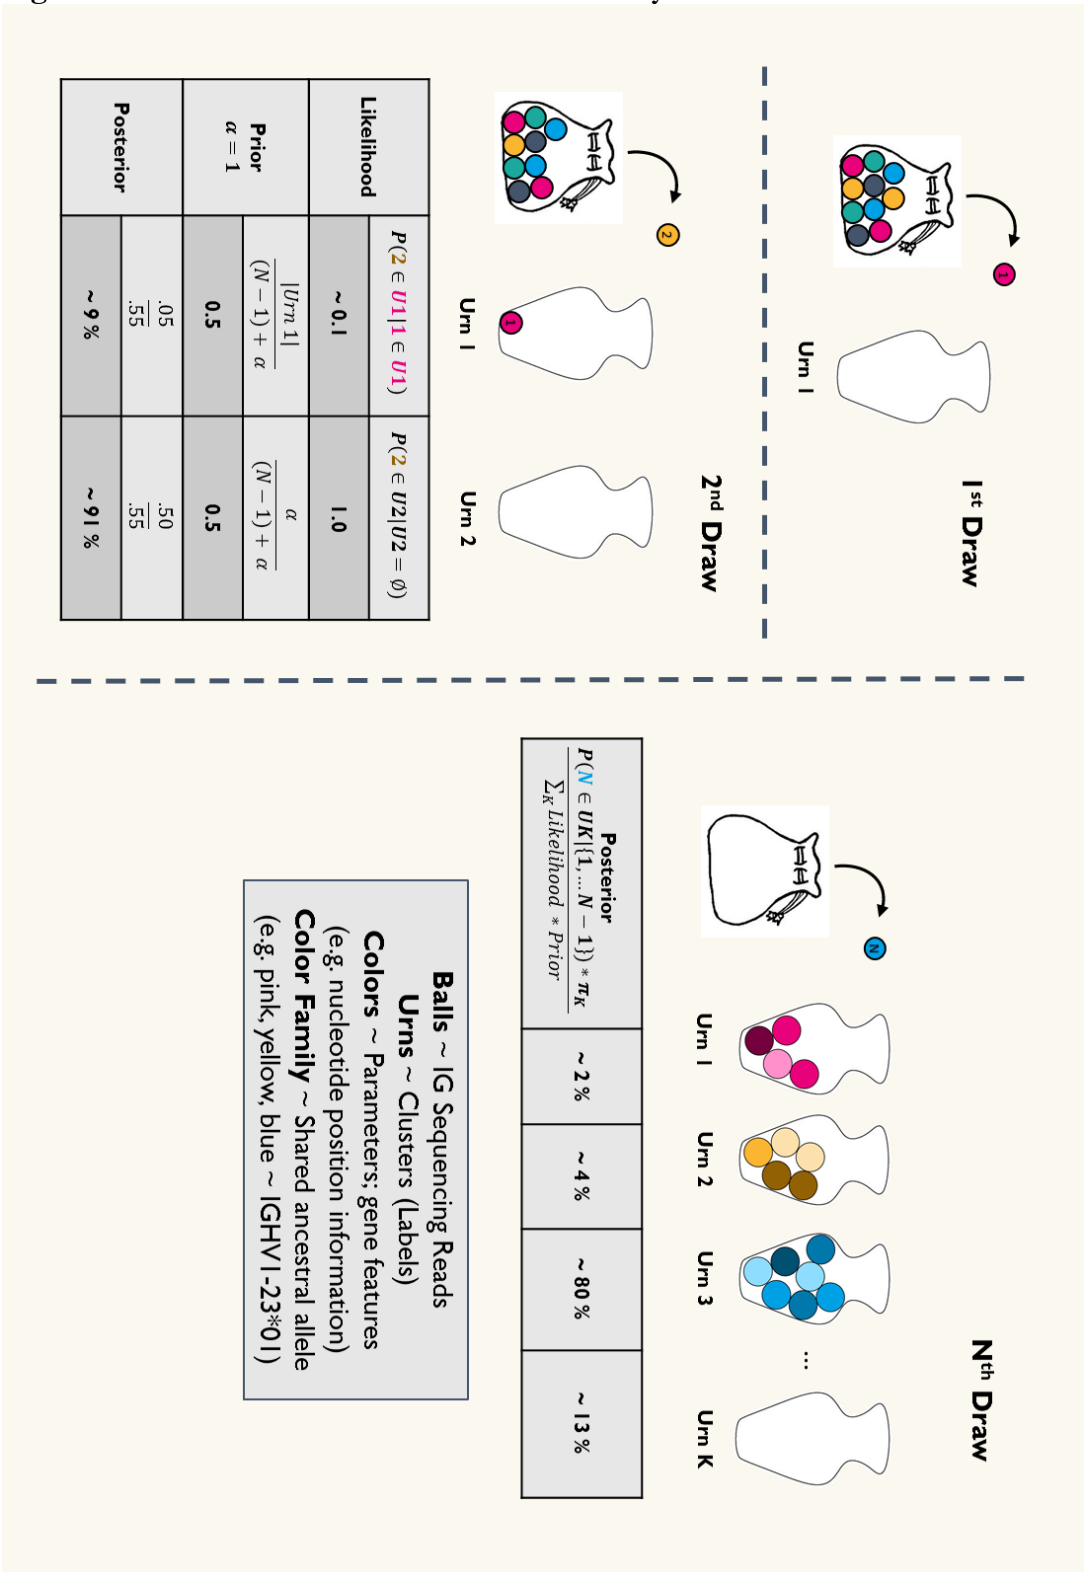 1st Draw
1
Urn 1
2nd Draw
2
1
Urn 1
Urn 2
P(2 ∈ U1|1 ∈ U1)
P(2 ∈ U2|U2 = ∅)
Likelihood
~ 0.1
1.0
Prior
α = 1
|Urn 1|
(N − 1) + α
α
(N − 1) + α
0.5
0.5
Posterior
.05
.55
.50
.55
~ 9 %
~ 91 %
Nth Draw
N
Urn 1
Urn 2
Urn 3
...
Urn K
Posterior
P(N ∈ UK|{1, ... N − 1}) * πK
∑K Likelihood * Prior
~ 2 %
~ 4 %
~ 80 %
~ 13 %
Balls ~ IG Sequencing Reads
Urns ~ Clusters (Labels)
Colors ~ Parameters; gene features
(e.g. nucleotide position information)
Color Family ~ Shared ancestral allele
(e.g. pink, yellow, blue ~ IGHV1-23*01)